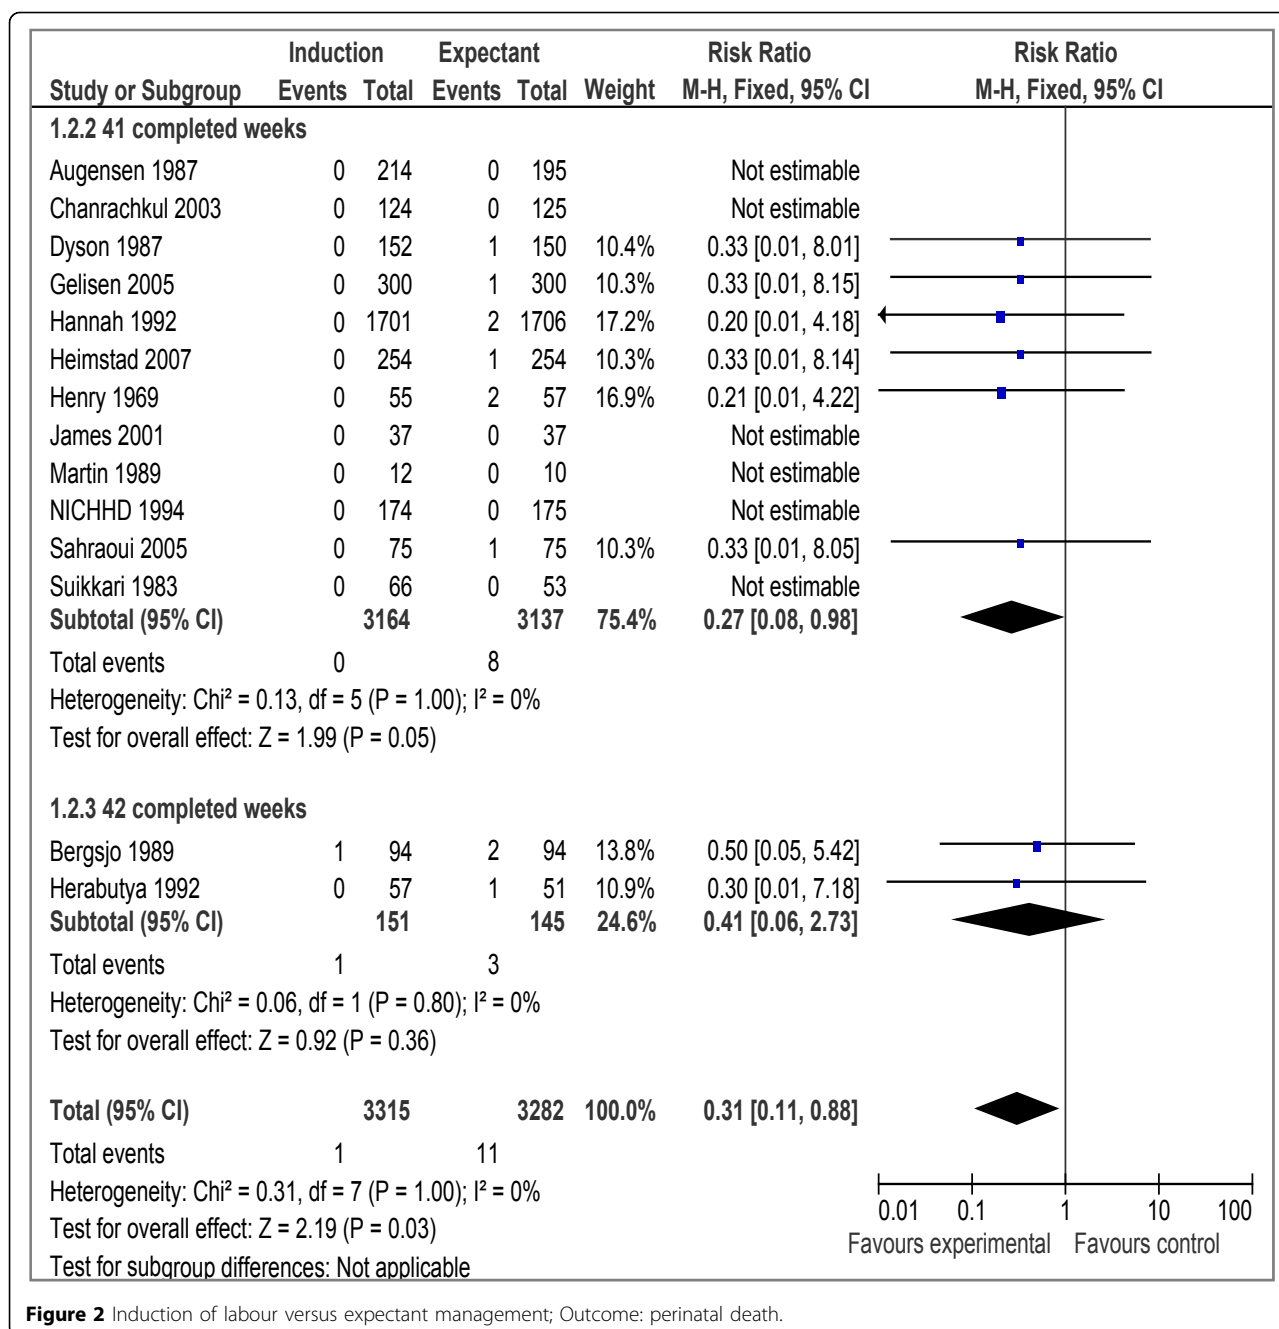 Induction Expectant Risk Ratio Risk Ratio
Study or Subgroup Events Total Events Total Weight M-H, Fixed, 95% CI M-H, Fixed, 95% CI
1.2.2 41 completed weeks
Augensen 1987 0 214 0 195 Not estimable
Chanrachkul 2003 0 124 0 125 Not estimable
Dyson 1987 0 152 1 150 10.4% 0.33 [0.01, 8.01]
Gelisen 2005 0 300 1 300 10.3% 0.33 [0.01, 8.15]
Hannah 1992 0 1701 2 1706 17.2% 0.20 [0.01, 4.18]
Heimstad 2007 0 254 1 254 10.3% 0.33 [0.01, 8.14]
Henry 1969 0 55 2 57 16.9% 0.21 [0.01, 4.22]
James 2001 0 37 0 37 Not estimable
Martin 1989 0 12 0 10 Not estimable
NICHHD 1994 0 174 0 175 Not estimable
Sahraoui 2005 0 75 1 75 10.3% 0.33 [0.01, 8.05]
Suikkari 1983 0 66 0 53 Not estimable
Subtotal (95% CI) 3164 3137 75.4% 0.27 [0.08, 0.98]
Total events 0 8
Heterogeneity: Chi² = 0.13, df = 5 (P = 1.00); I² = 0%
Test for overall effect: Z = 1.99 (P = 0.05)
1.2.3 42 completed weeks
Bergsjo 1989 1 94 2 94 13.8% 0.50 [0.05, 5.42]
Herabutya 1992 0 57 1 51 10.9% 0.30 [0.01, 7.18]
Subtotal (95% CI) 151 145 24.6% 0.41 [0.06, 2.73]
Total events 1 3
Heterogeneity: Chi² = 0.06, df = 1 (P = 0.80); I² = 0%
Test for overall effect: Z = 0.92 (P = 0.36)
Total (95% CI) 3315 3282 100.0% 0.31 [0.11, 0.88]
Total events 1 11
Heterogeneity: Chi² = 0.31, df = 7 (P = 1.00); I² = 0%
Test for overall effect: Z = 2.19 (P = 0.03)
Test for subgroup differences: Not applicable
0.01 0.1 1 10 100
Favours experimental Favours control
Figure 2 Induction of labour versus expectant management; Outcome: perinatal death.